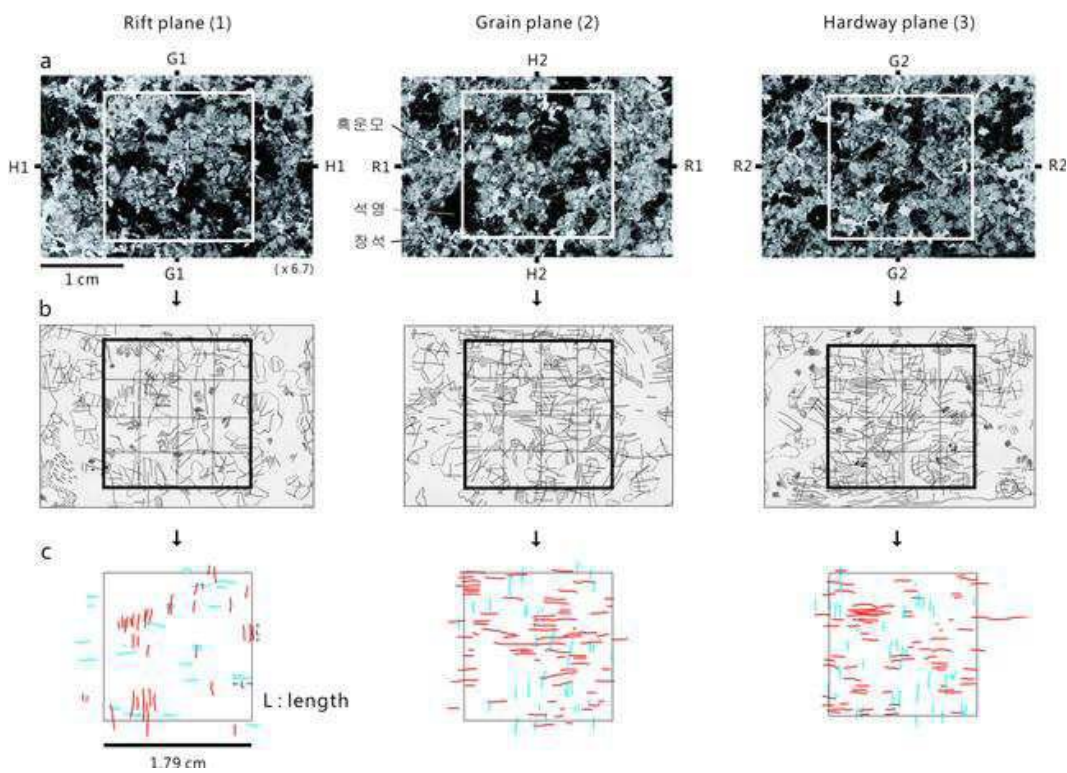 Rift plane (1)
Grain plane (2)
Hardway plane (3)
a
G1
H2
G2
흑운모
H1
H1
R1
R1
R2
R2
석영
장석
1 cm
G1
(x 6.7)
H2
G2
b
c
L : length
1.79 cm